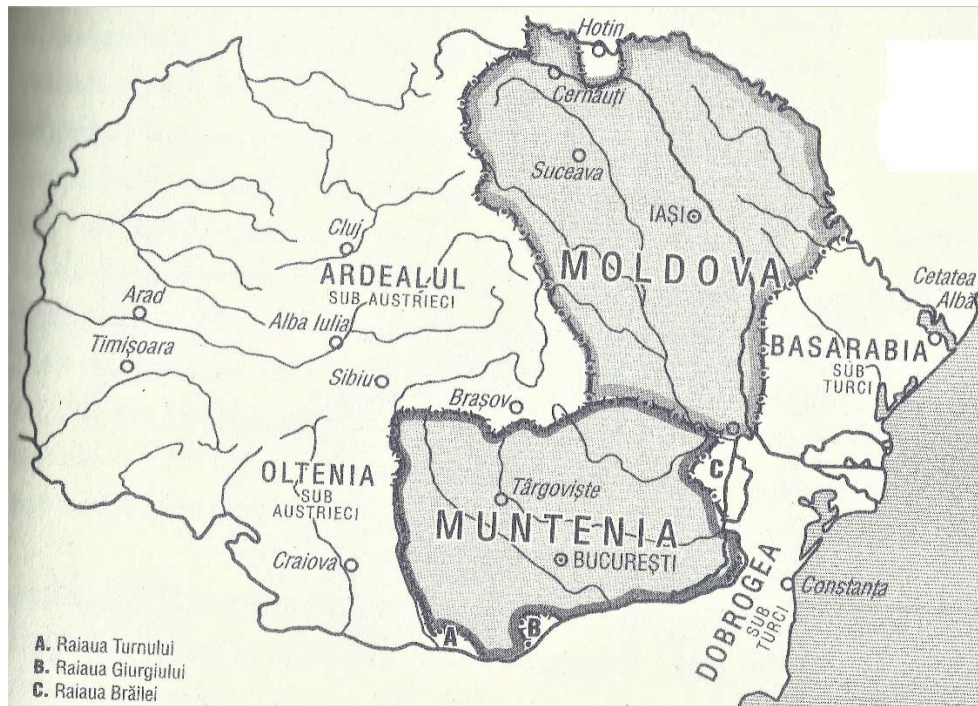 Hotin
Cernăuți
Suceava
IAȘI
Cluj
MOLDOVA
ARDEALUL
SUB AUSTRIECI
Cetatea
Albă
Arad
Alba Iulia
Timișoara
BASARABIA
SUB
TURCI
Sibiu
Brașov
OLTENIA
SUB
AUSTRIECI
C
Târgoviște
MUNTENIA
BUCUREȘTI
Craiova
DOBROGEA
SUB
TURCI
Constanța
A
B
A. Raiaua Turnului
B. Raiaua Giurgiului
C. Raiaua Brăilei